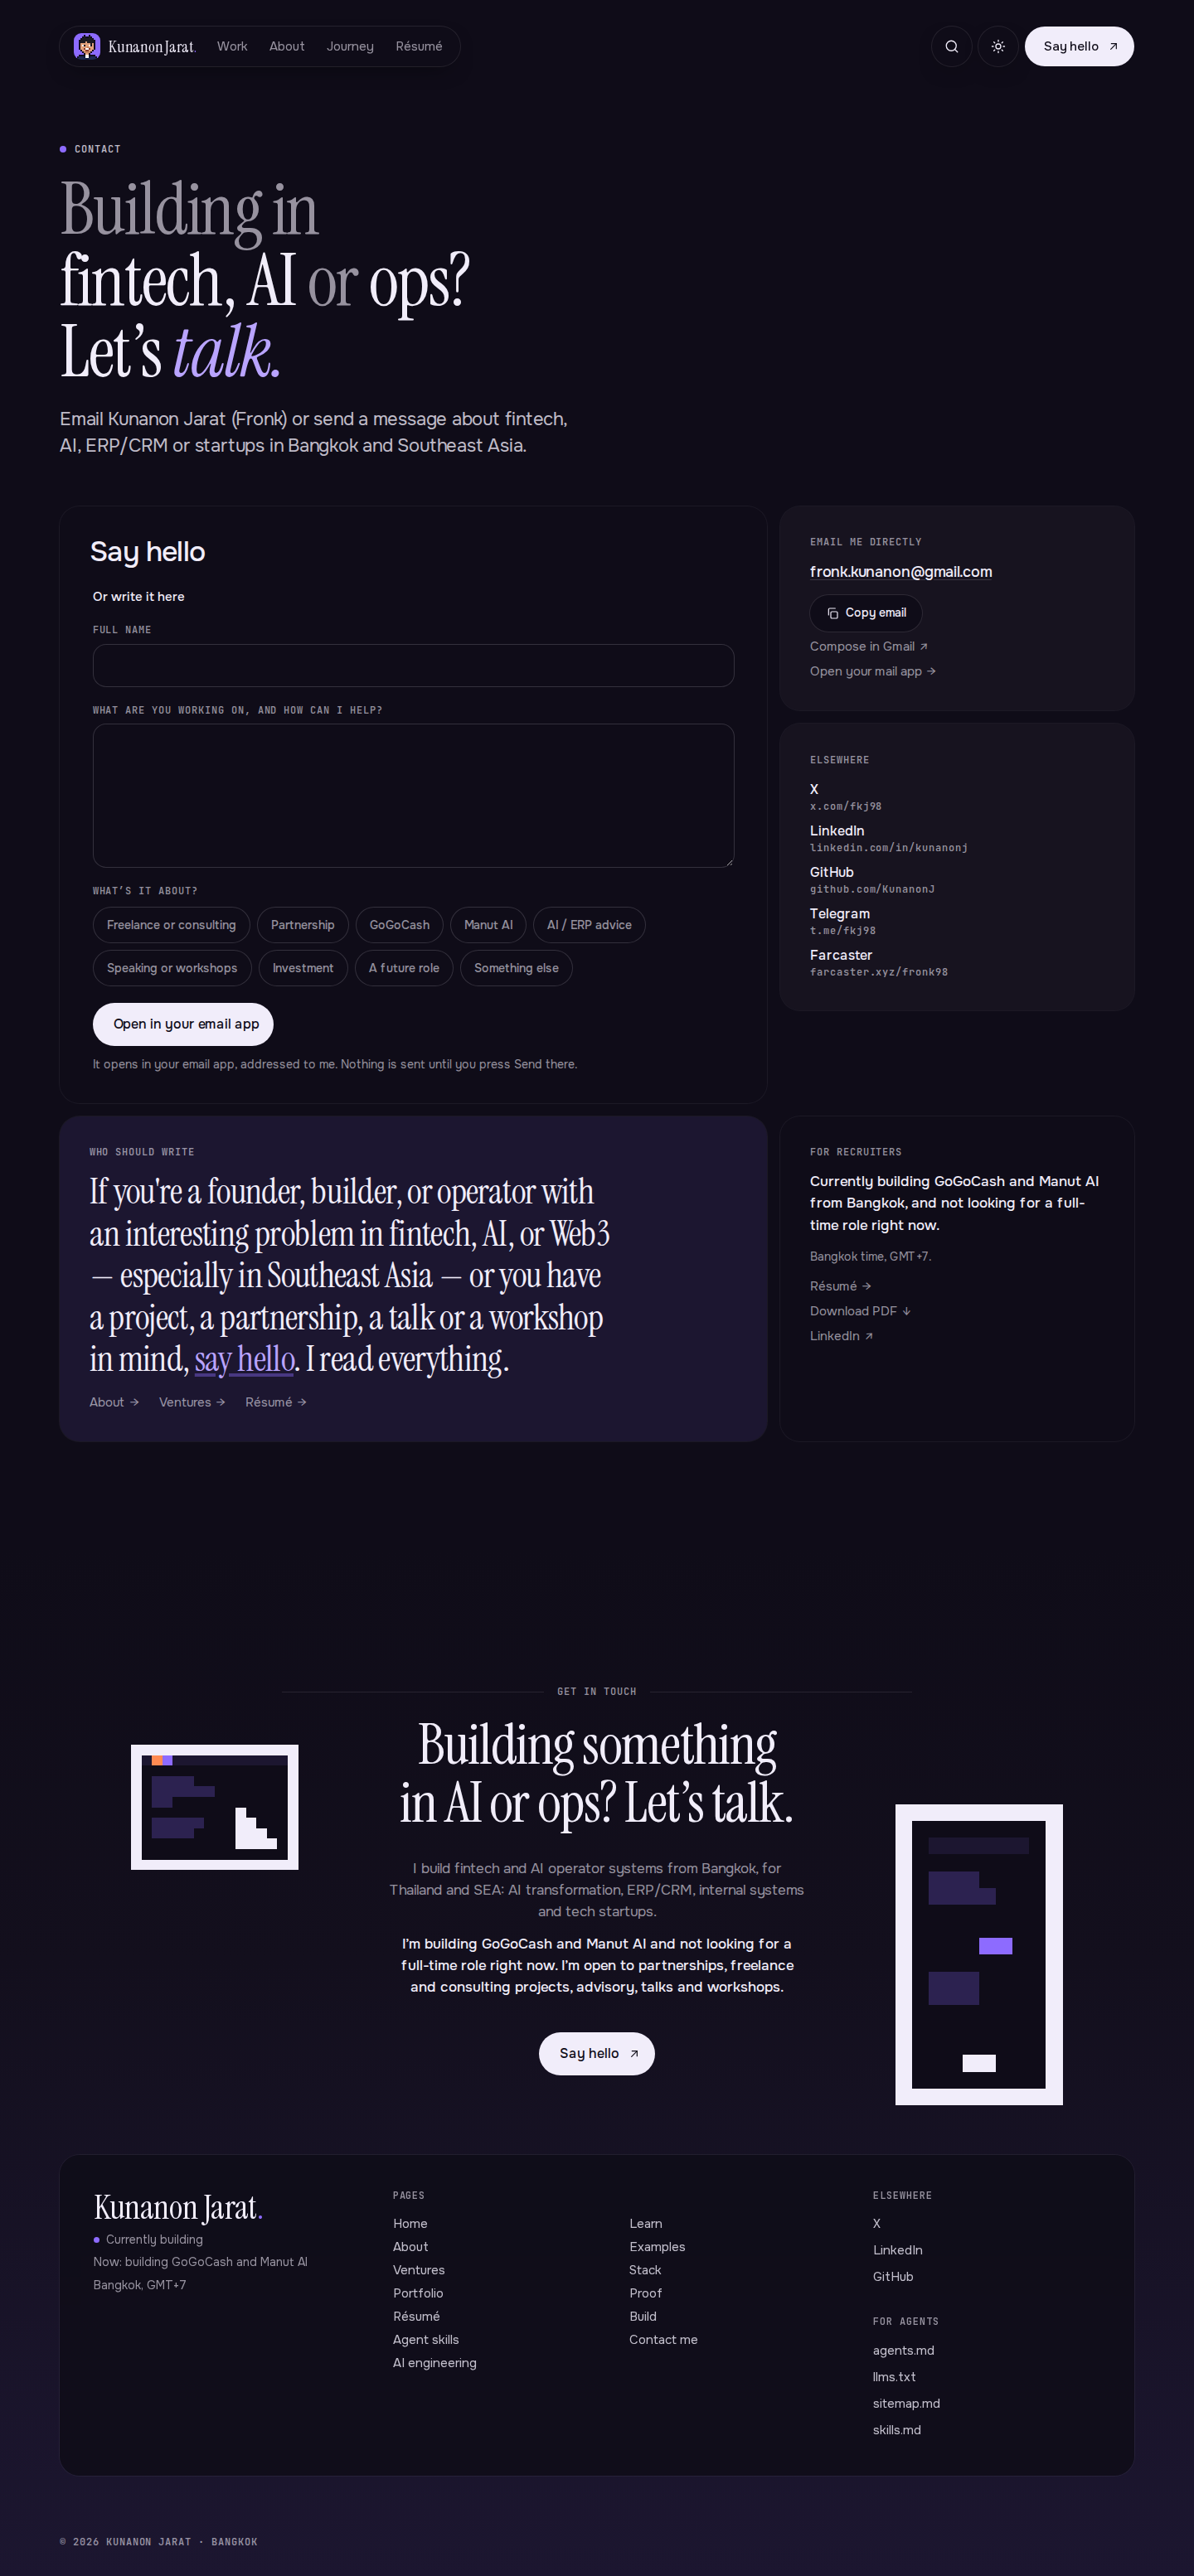 Kunanon Jarat.
Work
About
Journey
Résumé
Say hello
CONTACT
Building in
fintech, AI or ops?
Let’s talk.
Email Kunanon Jarat (Fronk) or send a message about fintech,
AI, ERP/CRM or startups in Bangkok and Southeast Asia.
Say hello
Or write it here
FULL NAME
WHAT ARE YOU WORKING ON, AND HOW CAN I HELP?
WHAT’S IT ABOUT?
Freelance or consulting
Partnership
GoGoCash
Manut AI
AI / ERP advice
Speaking or workshops
Investment
A future role
Something else
Open in your email app
It opens in your email app, addressed to me. Nothing is sent until you press Send there.
EMAIL ME DIRECTLY
fronk.kunanon@gmail.com
Copy email
Compose in Gmail ↗
Open your mail app →
ELSEWHERE
X
x.com/fkj98
LinkedIn
linkedin.com/in/kunanonj
GitHub
github.com/KunanonJ
Telegram
t.me/fkj98
Farcaster
farcaster.xyz/fronk98
WHO SHOULD WRITE
If you're a founder, builder, or operator with
an interesting problem in fintech, AI, or Web3
— especially in Southeast Asia — or you have
a project, a partnership, a talk or a workshop
in mind, say hello. I read everything.
About →
Ventures →
Résumé →
FOR RECRUITERS
Currently building GoGoCash and Manut AI
from Bangkok, and not looking for a full-
time role right now.
Bangkok time, GMT+7.
Résumé →
Download PDF ↓
LinkedIn ↗
GET IN TOUCH
Building something
in AI or ops? Let’s talk.
I build fintech and AI operator systems from Bangkok, for
Thailand and SEA: AI transformation, ERP/CRM, internal systems
and tech startups.
I’m building GoGoCash and Manut AI and not looking for a
full-time role right now. I’m open to partnerships, freelance
and consulting projects, advisory, talks and workshops.
Say hello ↗
Kunanon Jarat.
Currently building
Now: building GoGoCash and Manut AI
Bangkok, GMT+7
PAGES
Home
About
Ventures
Portfolio
Résumé
Agent skills
AI engineering
Learn
Examples
Stack
Proof
Build
Contact me
ELSEWHERE
X
LinkedIn
GitHub
FOR AGENTS
agents.md
llms.txt
sitemap.md
skills.md
© 2026 KUNANON JARAT · BANGKOK